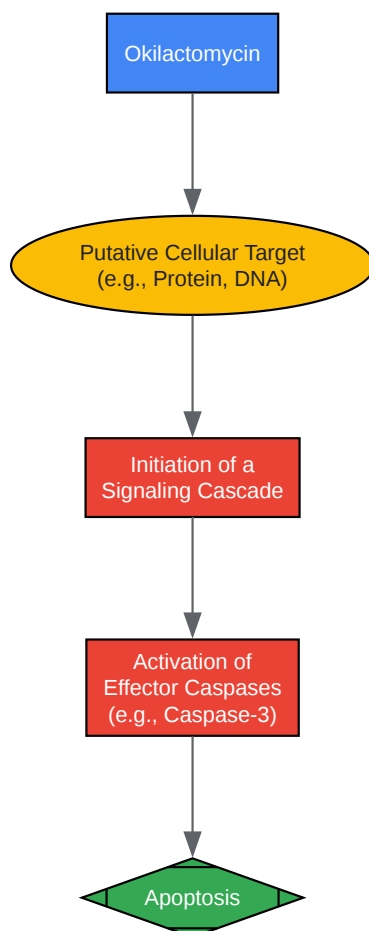 Okilactomycin
Putative Cellular Target
(e.g., Protein, DNA)
Initiation of a
Signaling Cascade
Activation of
Effector Caspases
(e.g., Caspase-3)
Apoptosis